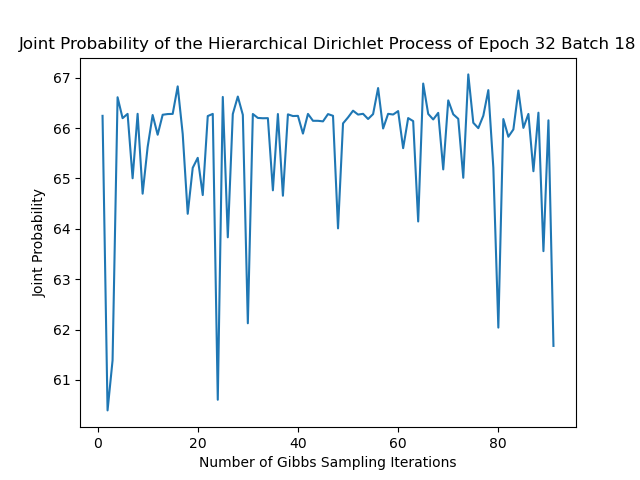 Joint Probability of the Hierarchical Dirichlet Process of Epoch 32 Batch 18
67
66
65
64
63
62
61
Joint Probability
0 20 40 60 80
Number of Gibbs Sampling Iterations